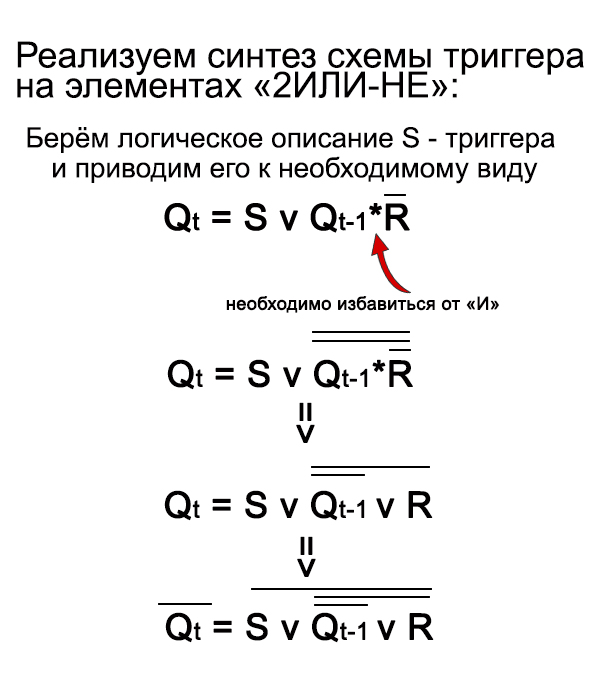 Реализуем синтез схемы триггера
на элементах «2ИЛИ-НЕ»:
Берём логическое описание S - триггера
и приводим его к необходимому виду
Qt = S v Qt-1*R̅
необходимо избавиться от «И»
Qt = S v Qt-1*R
=>
Qt = S v Qt-1 v R
=>
Qt = S v Qt-1 v R